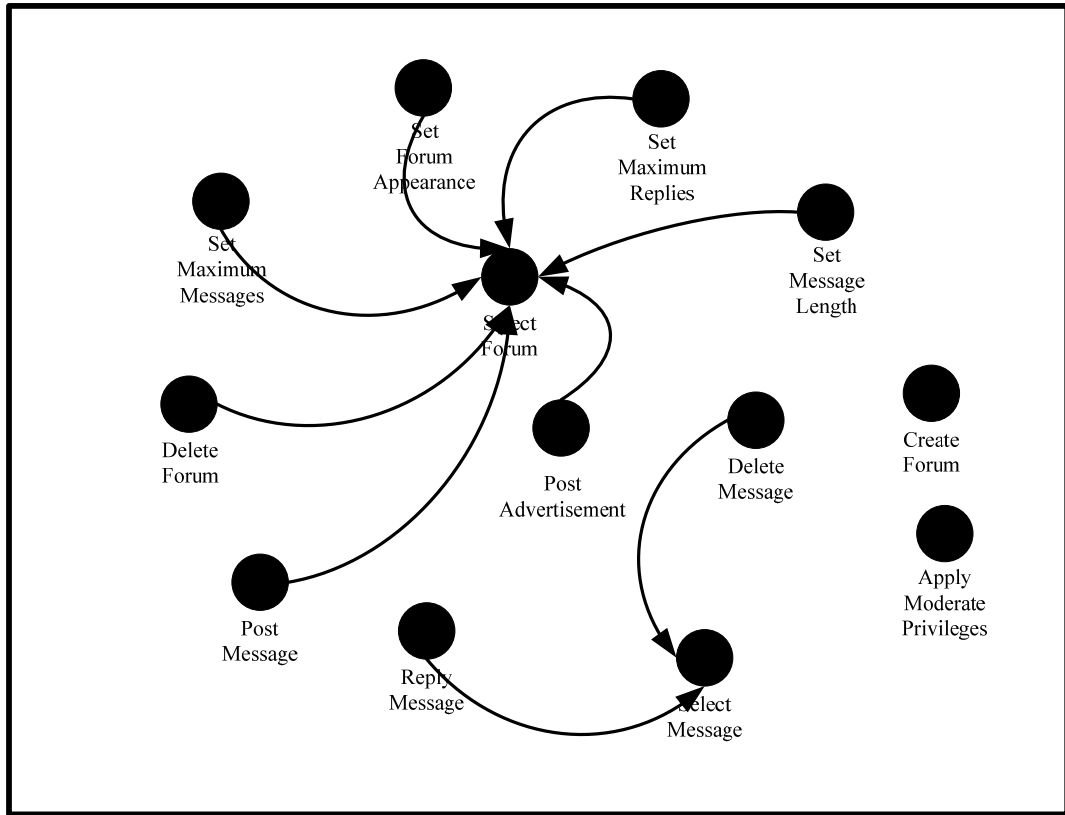 Set
Forum
Appearance
Set
Maximum
Replies
Set
Maximum
Messages
Set
Message
Length
Select
Forum
Delete
Forum
Post
Advertisement
Delete
Message
Create
Forum
Apply
Moderate
Privileges
Post
Message
Reply
Message
Select
Message